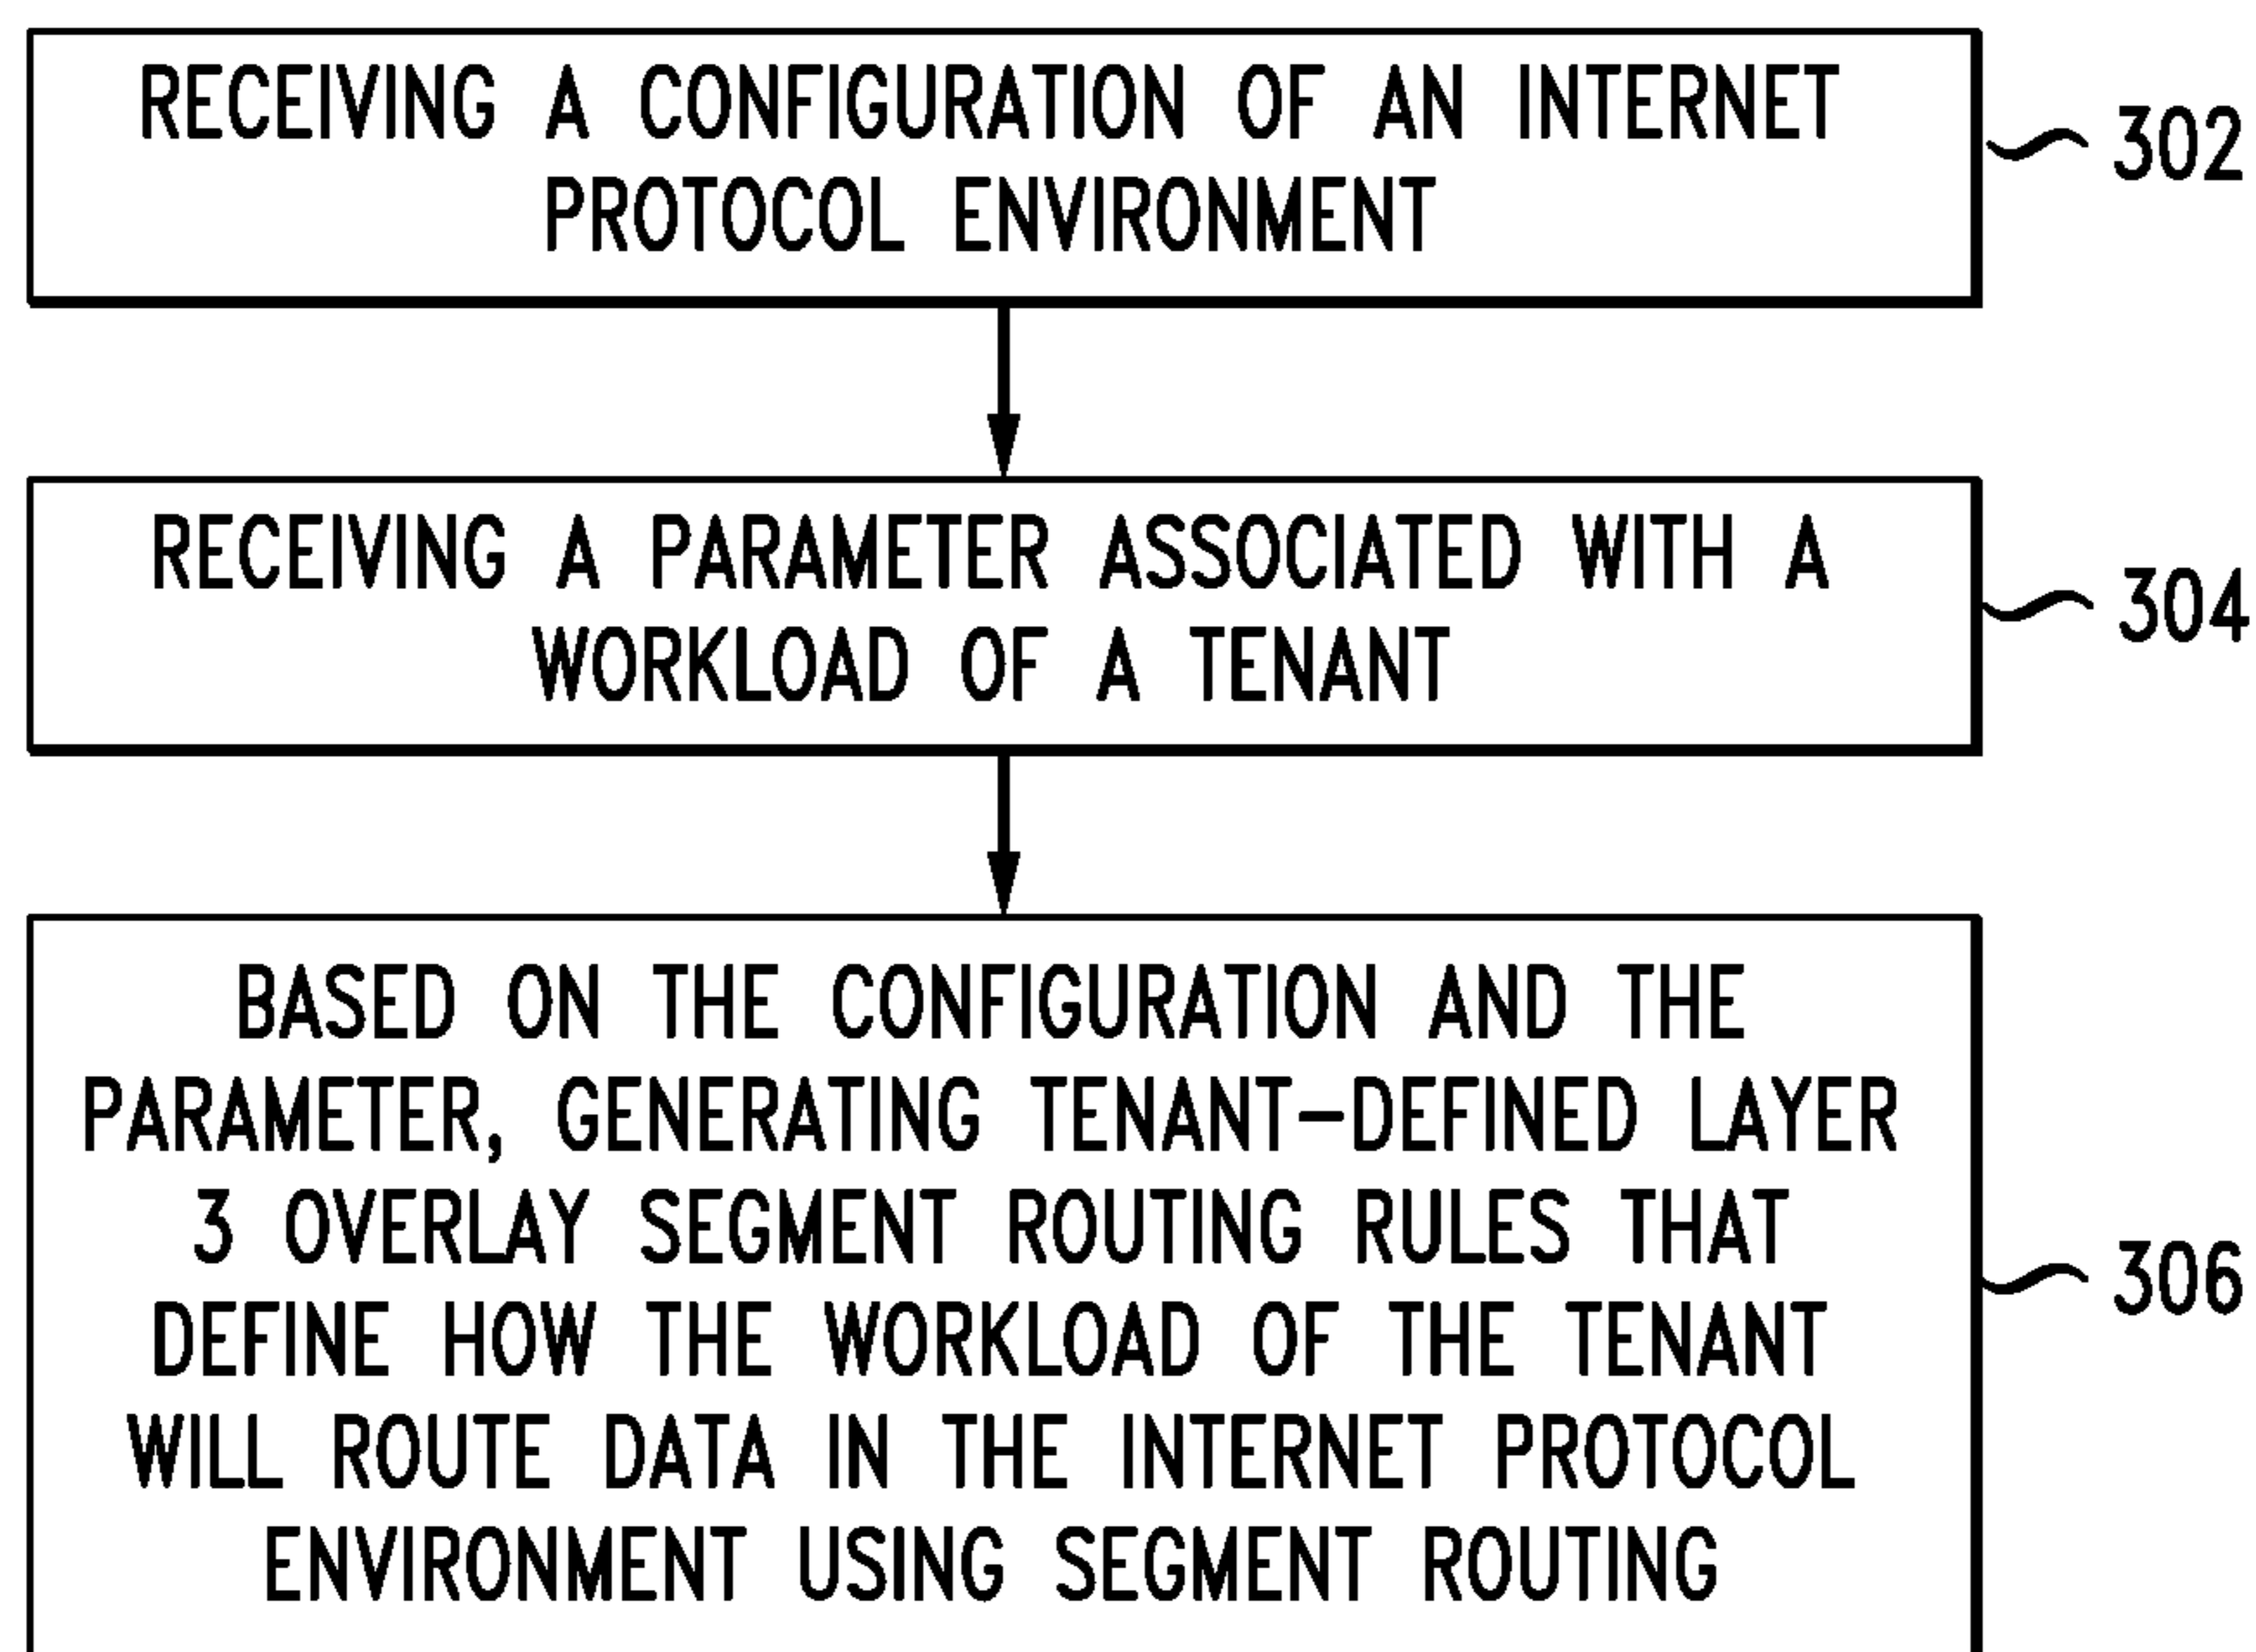 RECEIVING A CONFIGURATION OF AN INTERNET
PROTOCOL ENVIRONMENT
302
RECEIVING A PARAMETER ASSOCIATED WITH A
WORKLOAD OF A TENANT
304
BASED ON THE CONFIGURATION AND THE
PARAMETER, GENERATING TENANT-DEFINED LAYER
3 OVERLAY SEGMENT ROUTING RULES THAT
DEFINE HOW THE WORKLOAD OF THE TENANT
WILL ROUTE DATA IN THE INTERNET PROTOCOL
ENVIRONMENT USING SEGMENT ROUTING
306